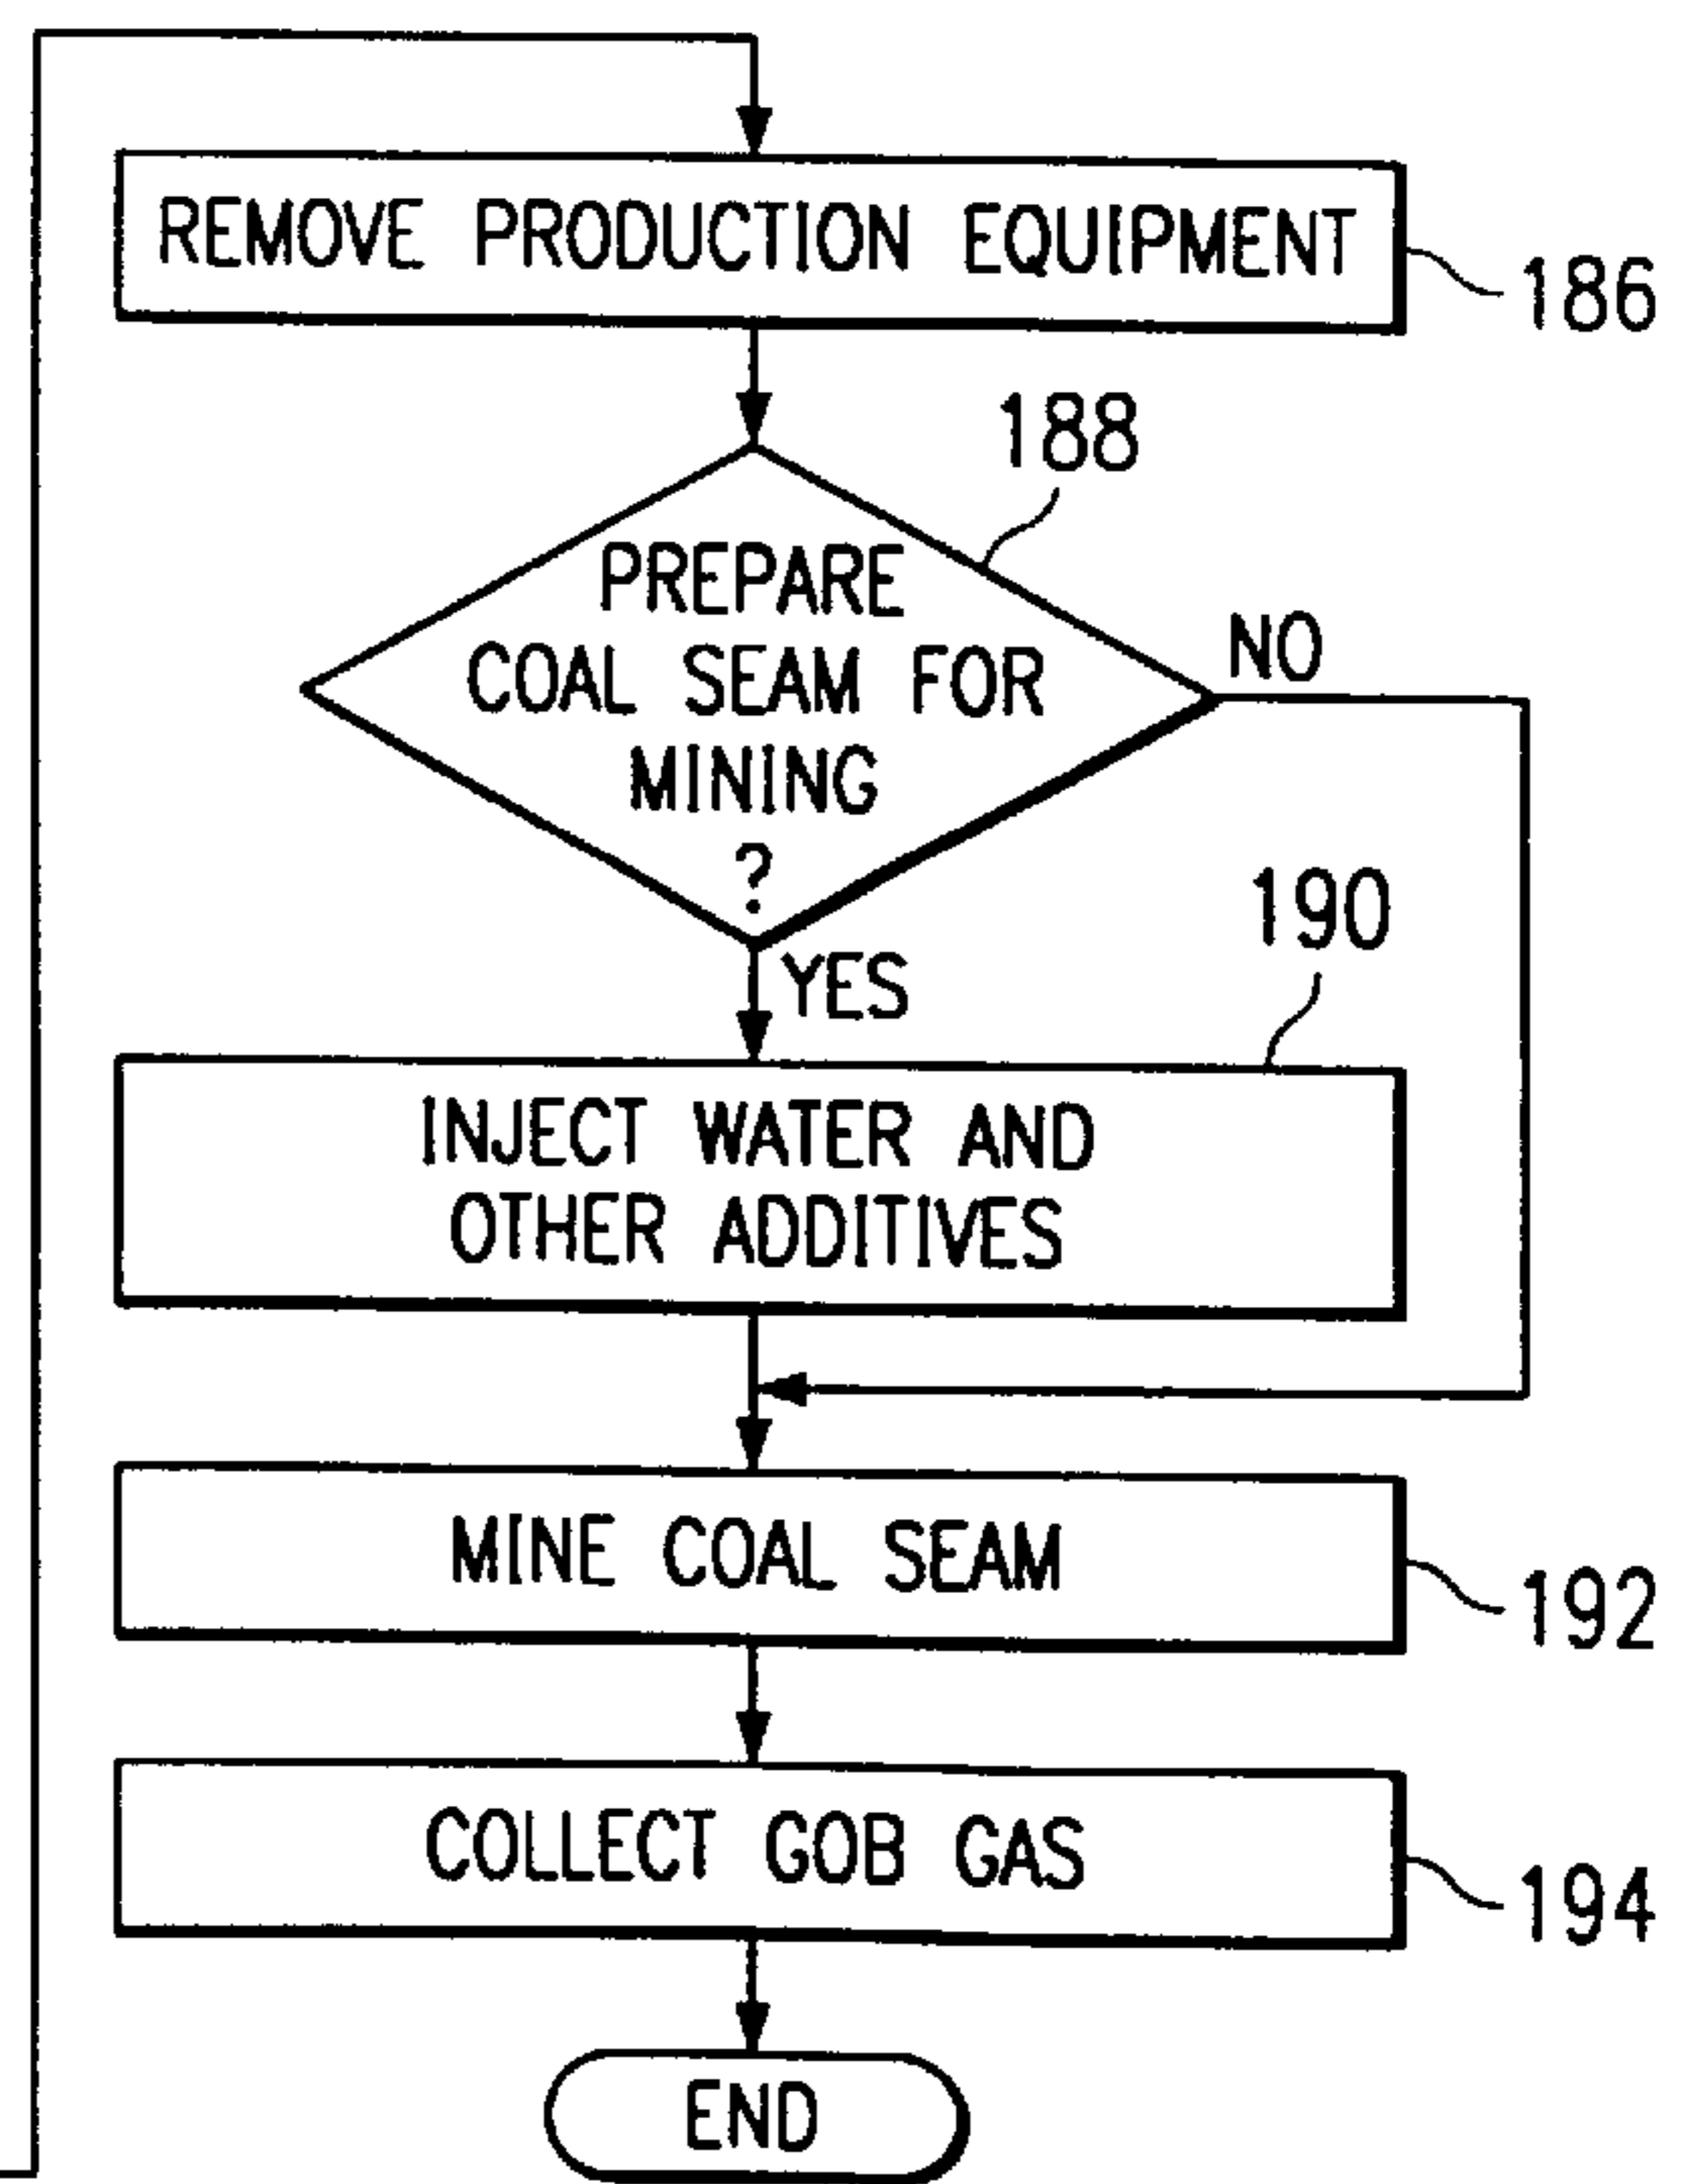 REMOVE PRODUCTION EQUIPMENT
186
188
PREPARE
COAL SEAM FOR
MINING
?
NO
YES
190
INJECT WATER AND
OTHER ADDITIVES
MINE COAL SEAM
192
COLLECT GOB GAS
194
END